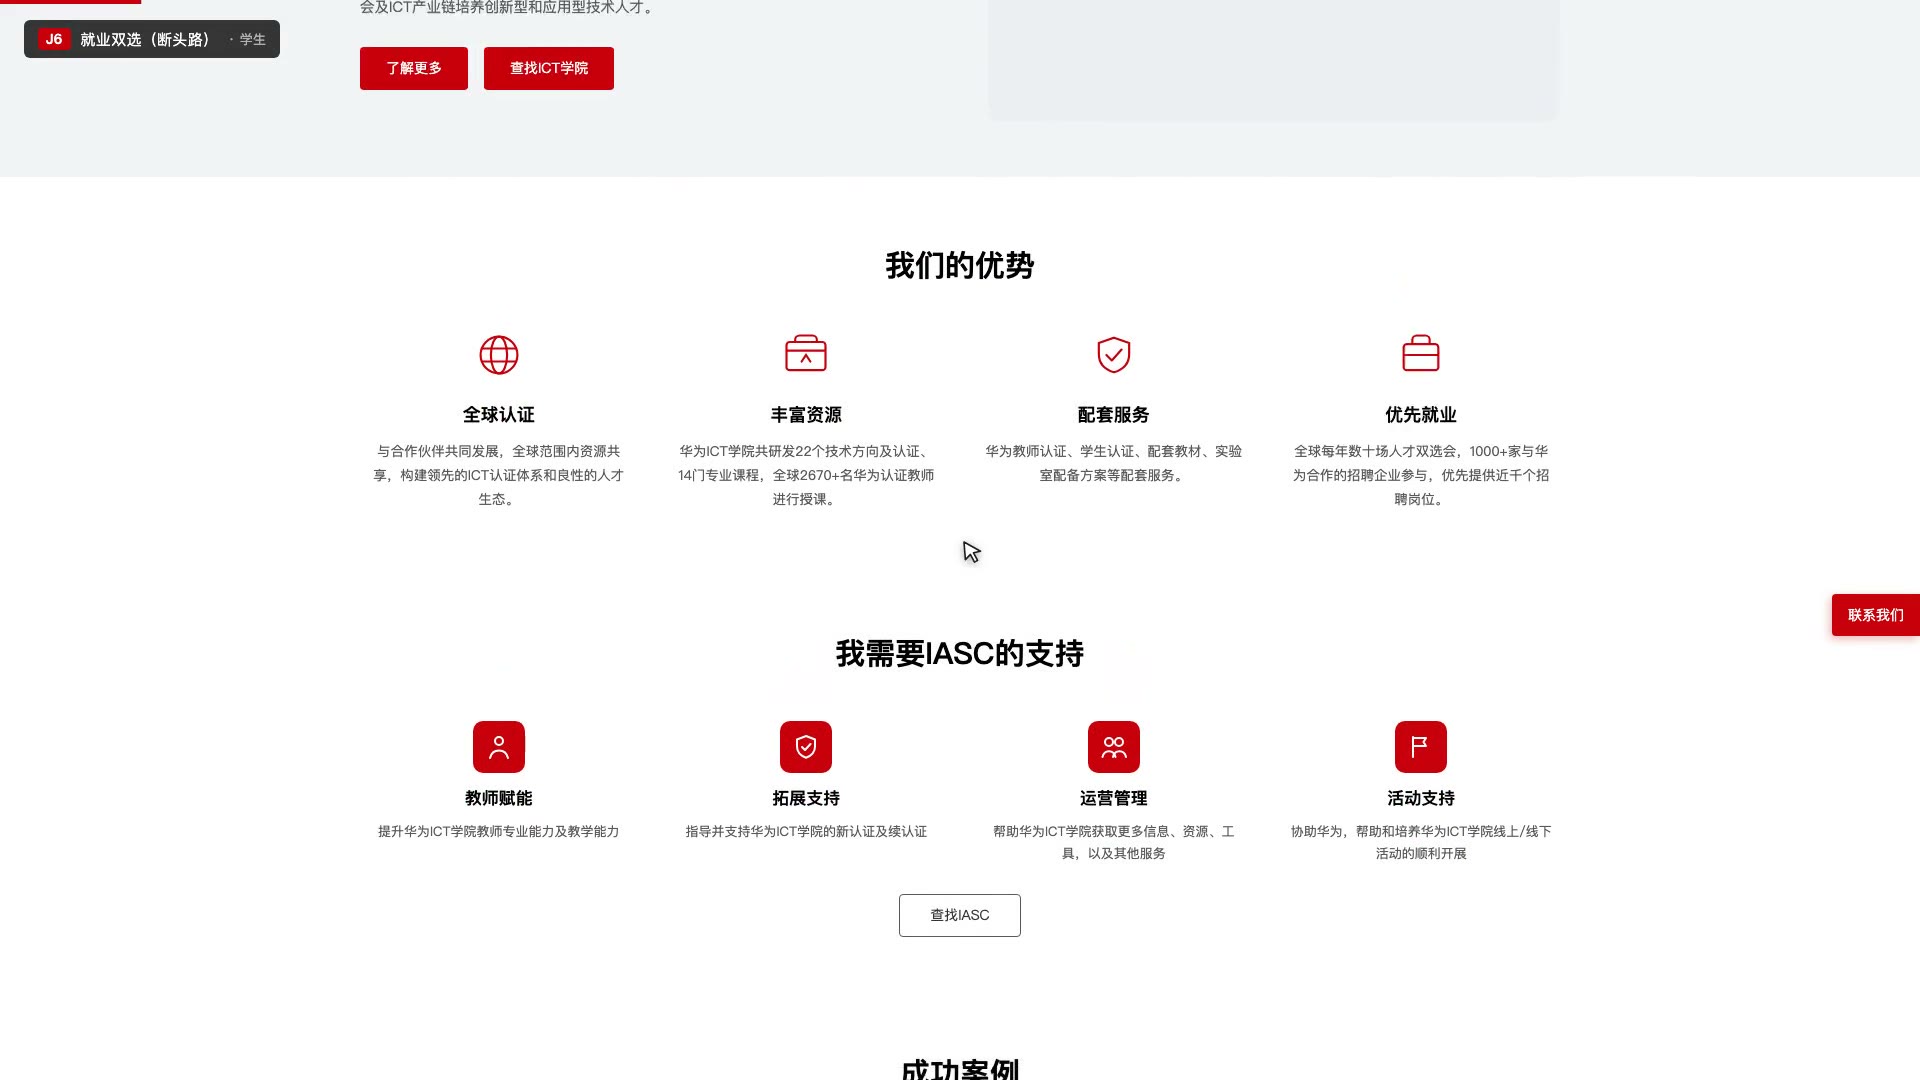 会及ICT产业链培养创新型和应用型技术人才。
J6 就业双选（断头路） · 学生
了解更多
查找ICT学院
我们的优势
全球认证
与合作伙伴共同发展，全球范围内资源共
享，构建领先的ICT认证体系和良性的人才
生态。
丰富资源
华为ICT学院共研发22个技术方向及认证、
14门专业课程，全球2670+名华为认证教师
进行授课。
配套服务
华为教师认证、学生认证、配套教材、实验
室配备方案等配套服务。
优先就业
全球每年数十场人才双选会，1000+家与华
为合作的招聘企业参与，优先提供近千个招
聘岗位。
联系我们
我需要IASC的支持
教师赋能
提升华为ICT学院教师专业能力及教学能力
拓展支持
指导并支持华为ICT学院的新认证及续认证
运营管理
帮助华为ICT学院获取更多信息、资源、工
具，以及其他服务
活动支持
协助华为，帮助和培养华为ICT学院线上/线下
活动的顺利开展
查找IASC
成功案例